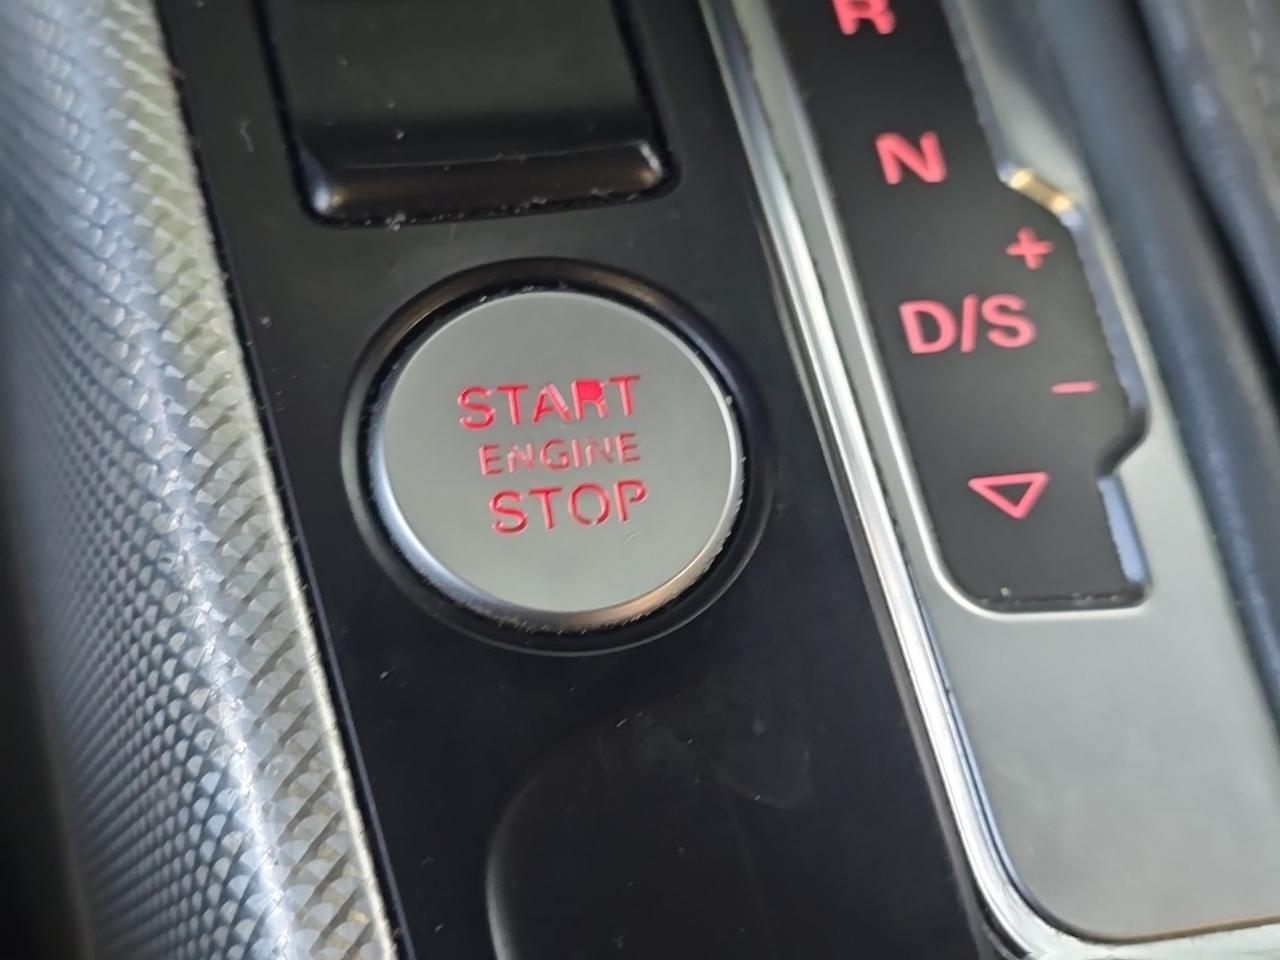 START
ENGINE
STOP
R
N
+
D/S
−